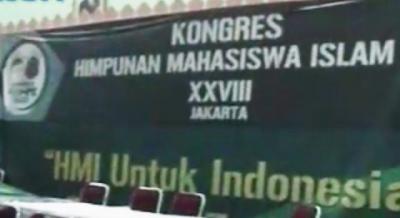 KONGRES
HIMPUNAN MAHASISWA ISLAM
XXVIII
JAKARTA
"HMI Untuk Indonesia